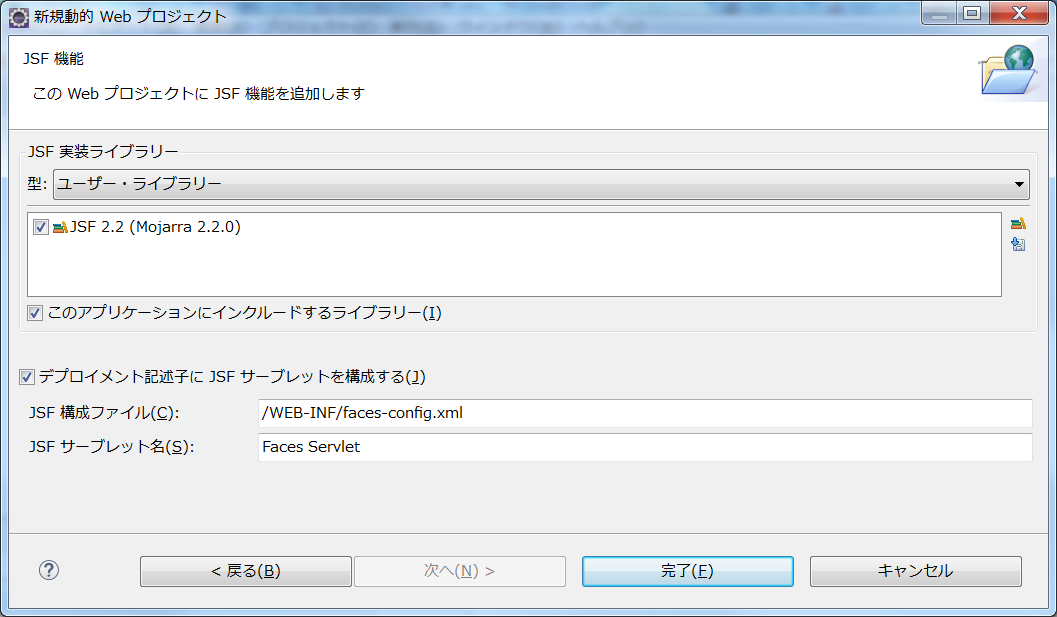 新規動的 Web プロジェクト
JSF 機能
この Web プロジェクトに JSF 機能を追加します
JSF 実装ライブラリー
型: ユーザー・ライブラリー
JSF 2.2 (Mojarra 2.2.0)
このアプリケーションにインクルードするライブラリー(I)
デプロイメント記述子に JSF サーブレットを構成する(J)
JSF 構成ファイル(C): /WEB-INF/faces-config.xml
JSF サーブレット名(S): Faces Servlet
< 戻る(B) 次へ(N) > 完了(F) キャンセル